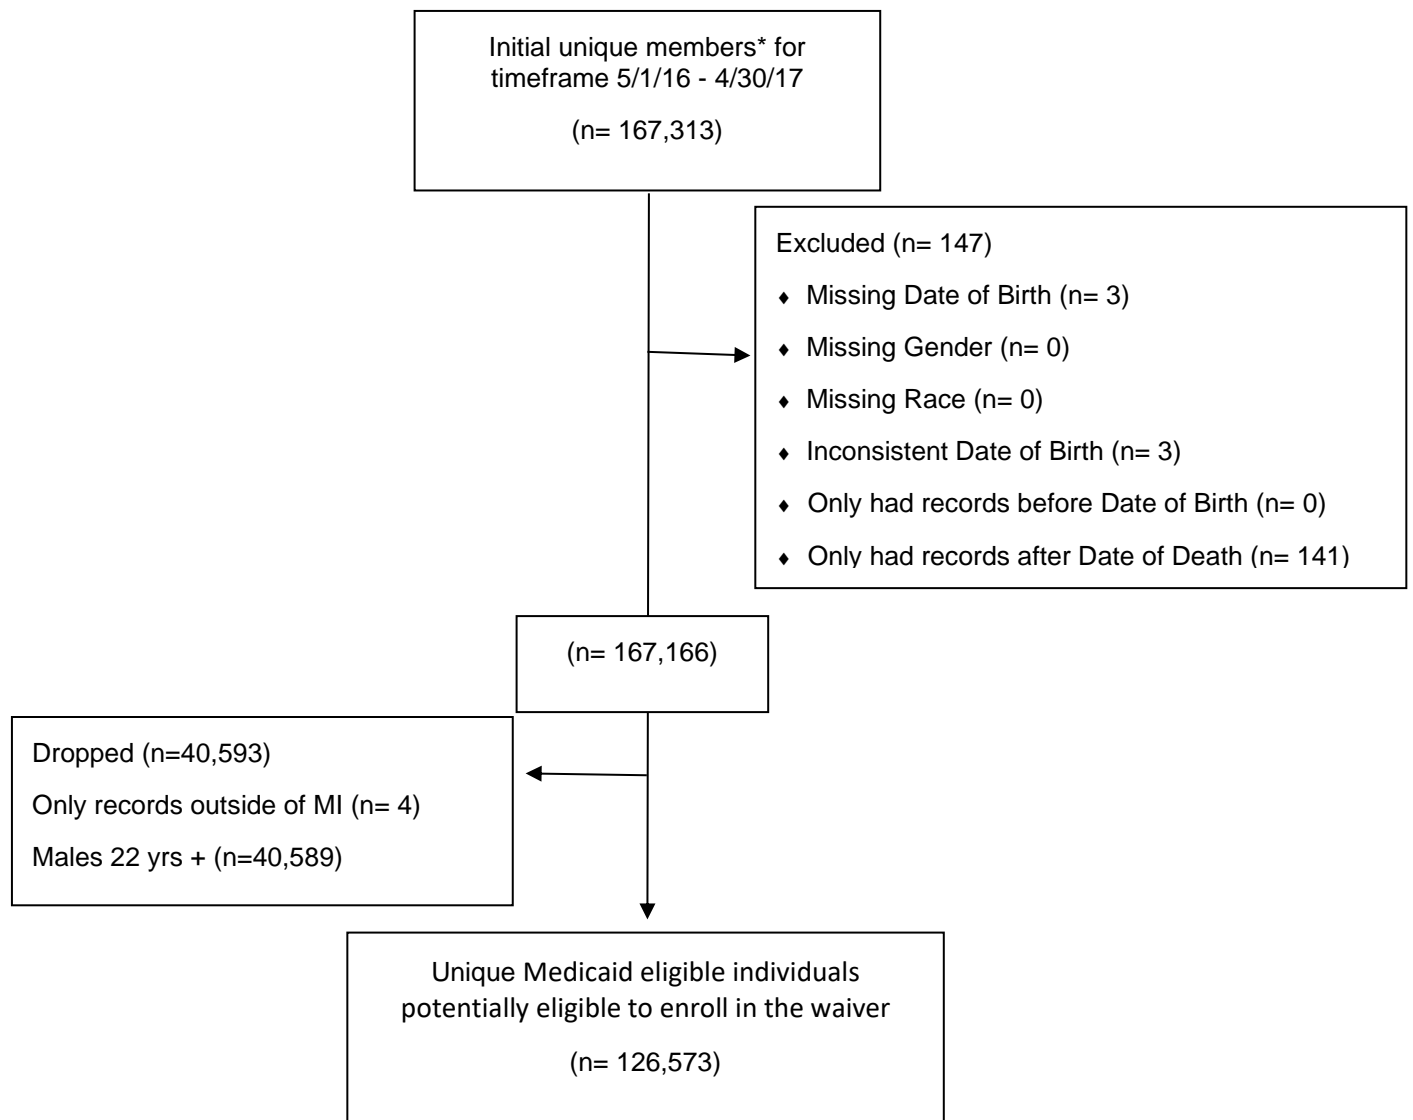 Initial unique members* for
timeframe 5/1/16 - 4/30/17
(n= 167,313)
Excluded (n= 147)
♦ Missing Date of Birth (n= 3)
♦ Missing Gender (n= 0)
♦ Missing Race (n= 0)
♦ Inconsistent Date of Birth (n= 3)
♦ Only had records before Date of Birth (n= 0)
♦ Only had records after Date of Death (n= 141)
(n= 167,166)
Dropped (n=40,593)
Only records outside of MI (n= 4)
Males 22 yrs + (n=40,589)
Unique Medicaid eligible individuals
potentially eligible to enroll in the waiver
(n= 126,573)